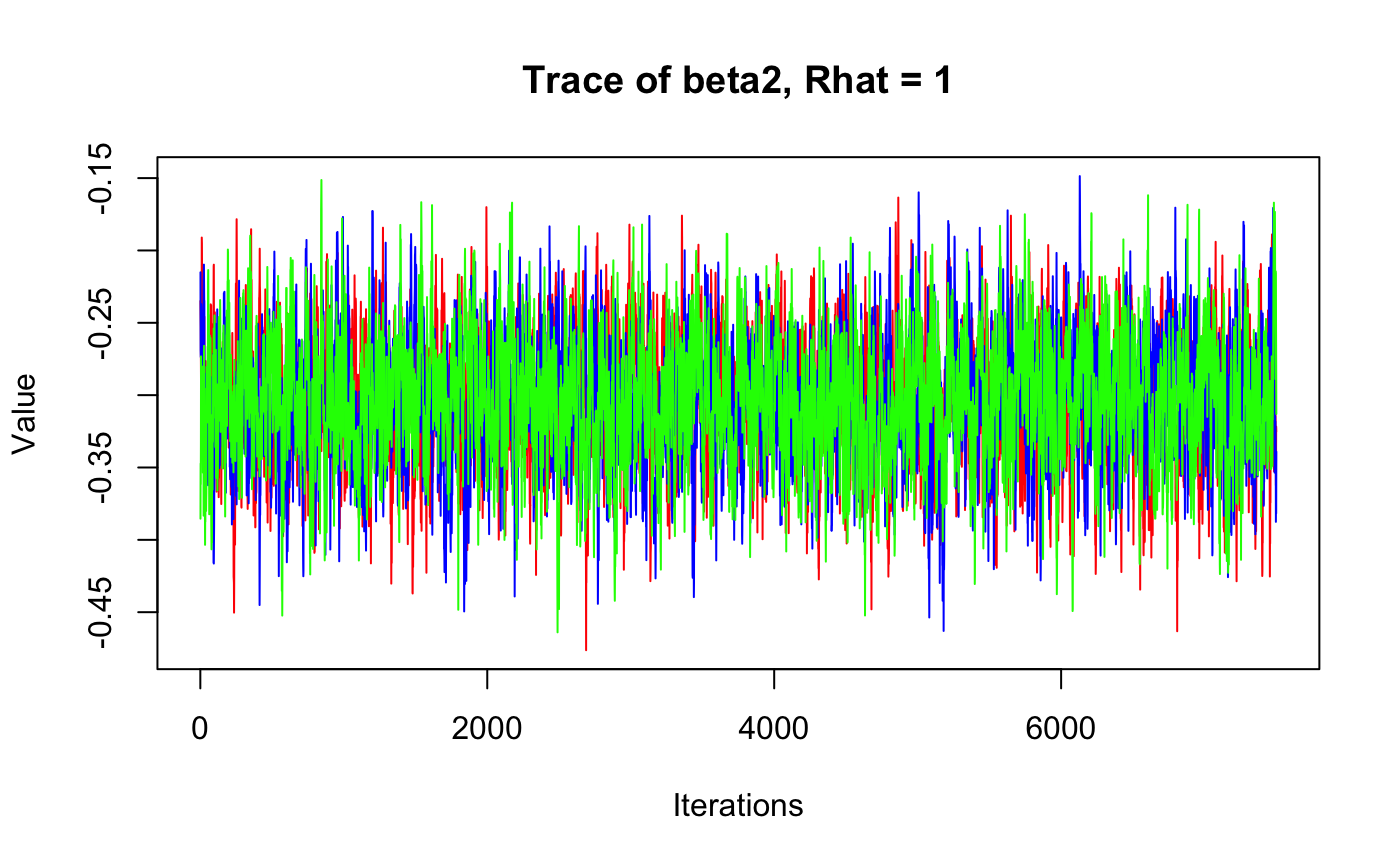 Trace of beta2, Rhat = 1
Value
-0.15
-0.25
-0.35
-0.45
0 2000 4000 6000
Iterations